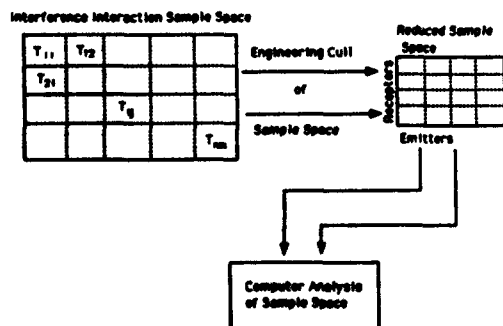 Interference Interaction Sample Space
T11 T12
T21
Tij
Tnm
Engineering Cull
of
Sample Space
Reduced Sample
Space
Receptors
Emitters
Computer Analysis
of Sample Space